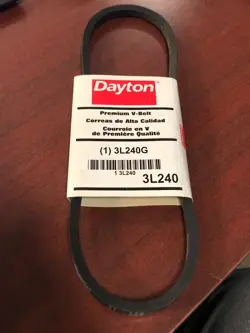 Dayton
Premium V-Belt
Correas de Alta Calidad
Courroie en V
de Première Qualité
(1) 3L240G
1 3L240
3L240